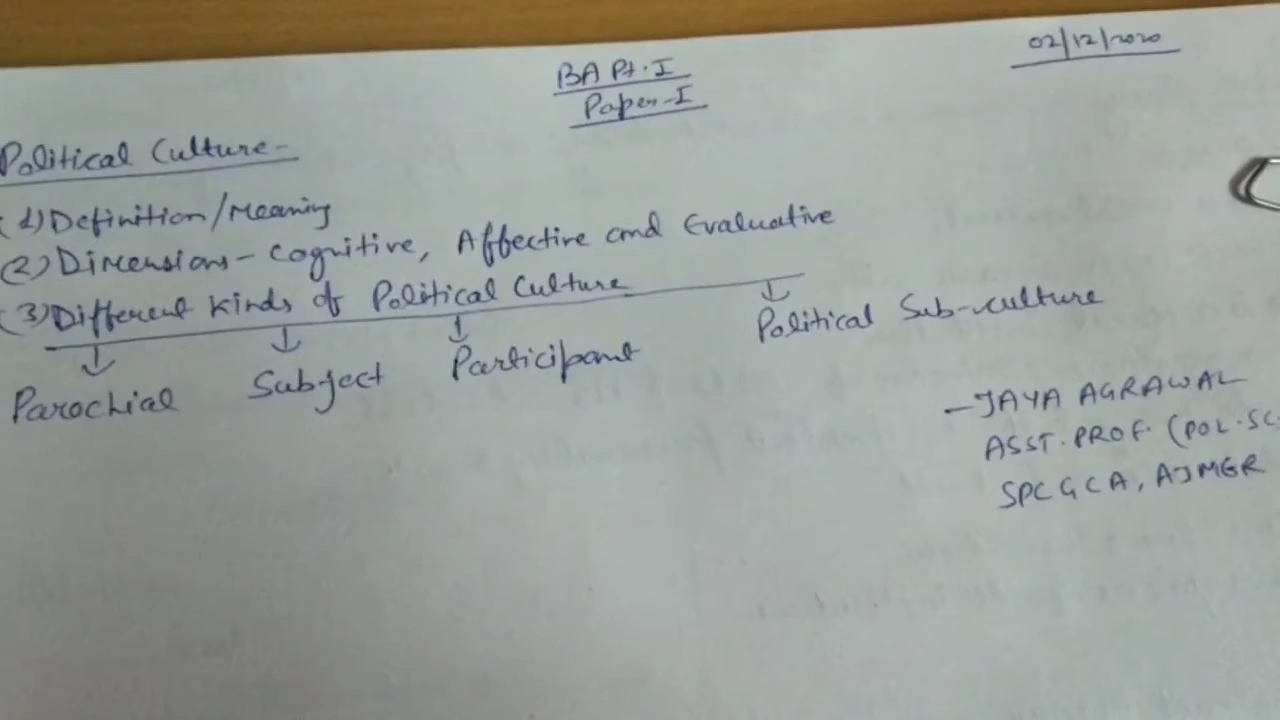 02/12/2020
BA Pt. I
Paper-I
Political Culture-
(1) Definition/Meaning
(2) Dimensions - Cognitive, Affective and Evaluative
(3) Different kinds of Political Culture
Parochial Subject Participant Political Sub-culture
- JAYA AGRAWAL
ASST. PROF. (POL. SC
SPCGCA, AJMER